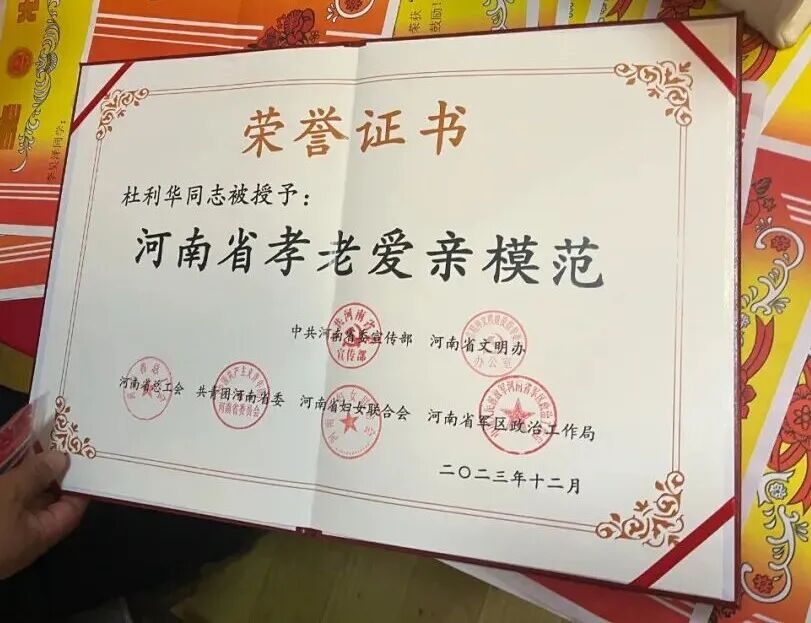 荣誉证书
杜利华同志被授予：
河南省孝老爱亲模范
中共河南省委宣传部 河南省文明办
河南省总工会 共青团河南省委 河南省妇女联合会 河南省军区政治工作局
二〇二三年十二月